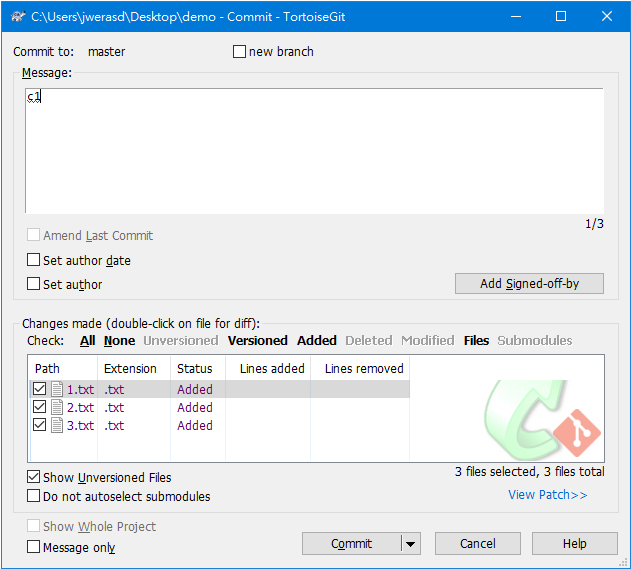 C:\Users\jwerasd\Desktop\demo - Commit - TortoiseGit
Commit to: master new branch
Message:
c1
1/3
Amend Last Commit
Set author date
Set author
Add Signed-off-by
Changes made (double-click on file for diff):
Check: All None Unversioned Versioned Added Deleted Modified Files Submodules
Path Extension Status Lines added Lines removed
1.txt .txt Added
2.txt .txt Added
3.txt .txt Added
Show Unversioned Files
3 files selected, 3 files total
Do not autoselect submodules
View Patch>>
Show Whole Project
Message only
Commit Cancel Help